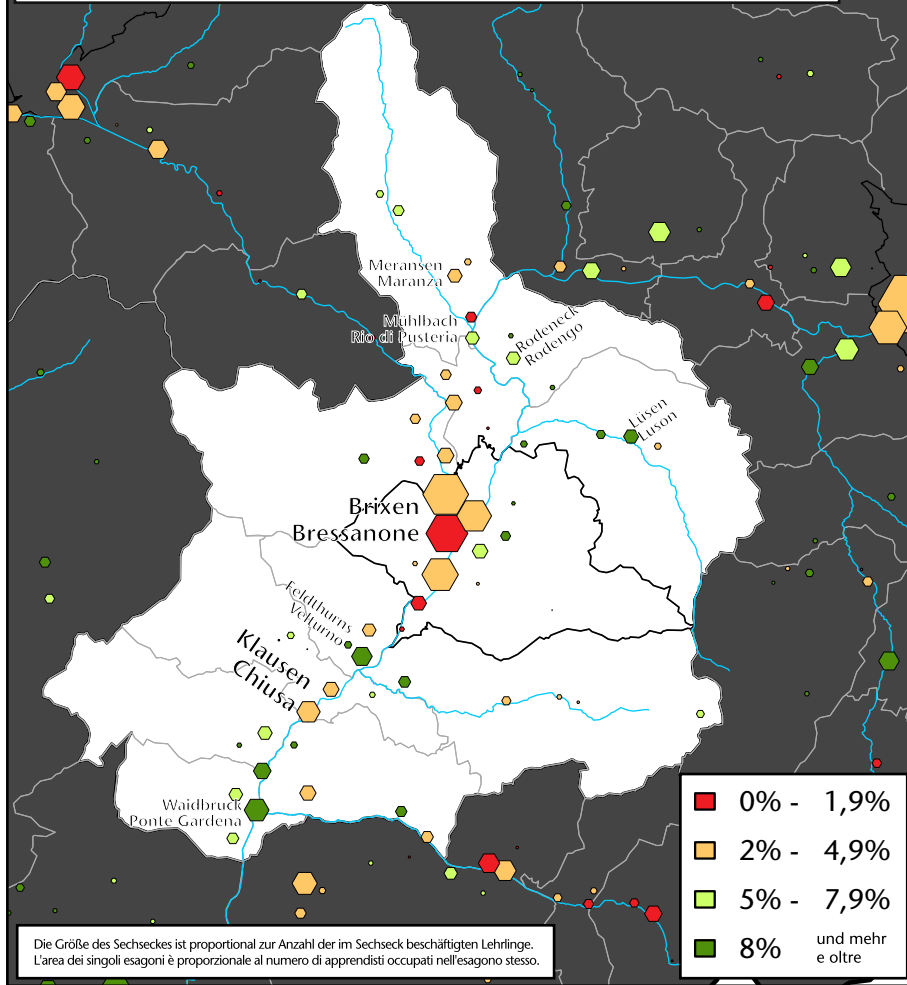 Meransen
Maranza
Mühlbach
Rio di Pusteria
Rodeneck
Rodengo
Lüsen
Luson
Brixen
Bressanone
Feldthurns
Velturno
Klausen
Chiusa
Waidbruck
Ponte Gardena
0% - 1,9%
2% - 4,9%
5% - 7,9%
8% und mehr
e oltre
Die Größe des Sechseckes ist proportional zur Anzahl der im Sechseck beschäftigten Lehrlinge.
L'area dei singoli esagoni è proporzionale al numero di apprendisti occupati nell'esagono stesso.